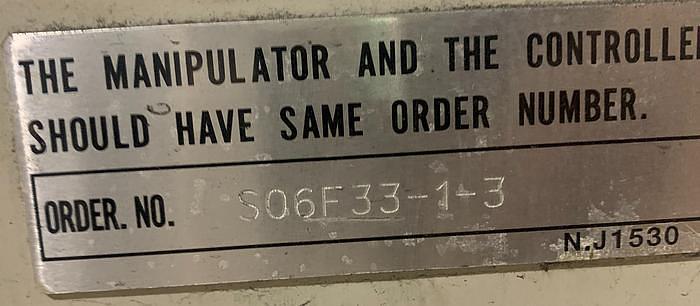 THE MANIPULATOR AND THE CONTROLLE
SHOULD HAVE SAME ORDER NUMBER.
ORDER. NO. S06F33-1-3
N.J1530